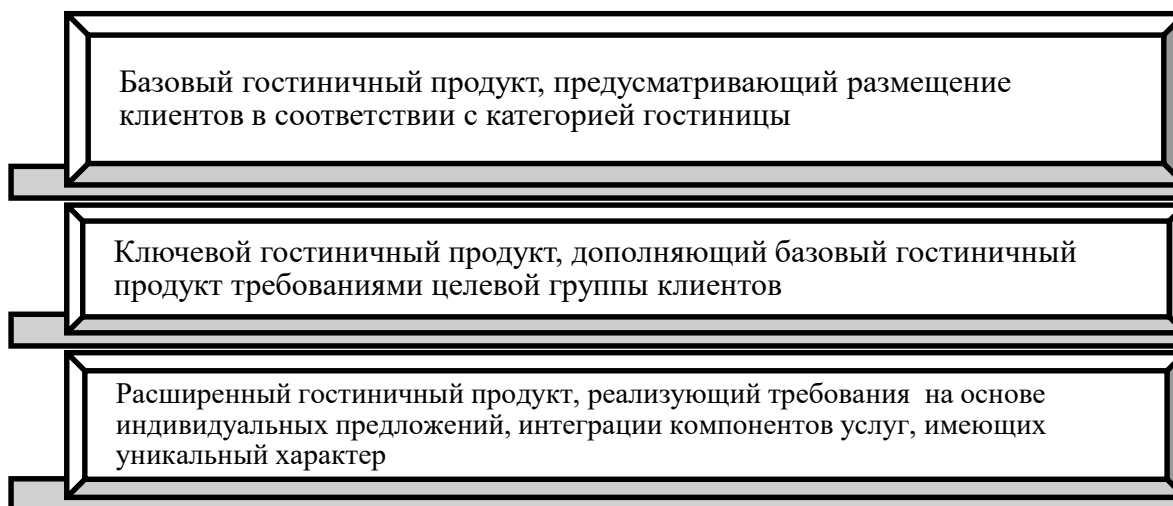 Базовый гостиничный продукт, предусматривающий размещение
клиентов в соответствии с категорией гостиницы
Ключевой гостиничный продукт, дополняющий базовый гостиничный
продукт требованиями целевой группы клиентов
Расширенный гостиничный продукт, реализующий требования  на основе
индивидуальных предложений, интеграции компонентов услуг, имеющих
уникальный характер